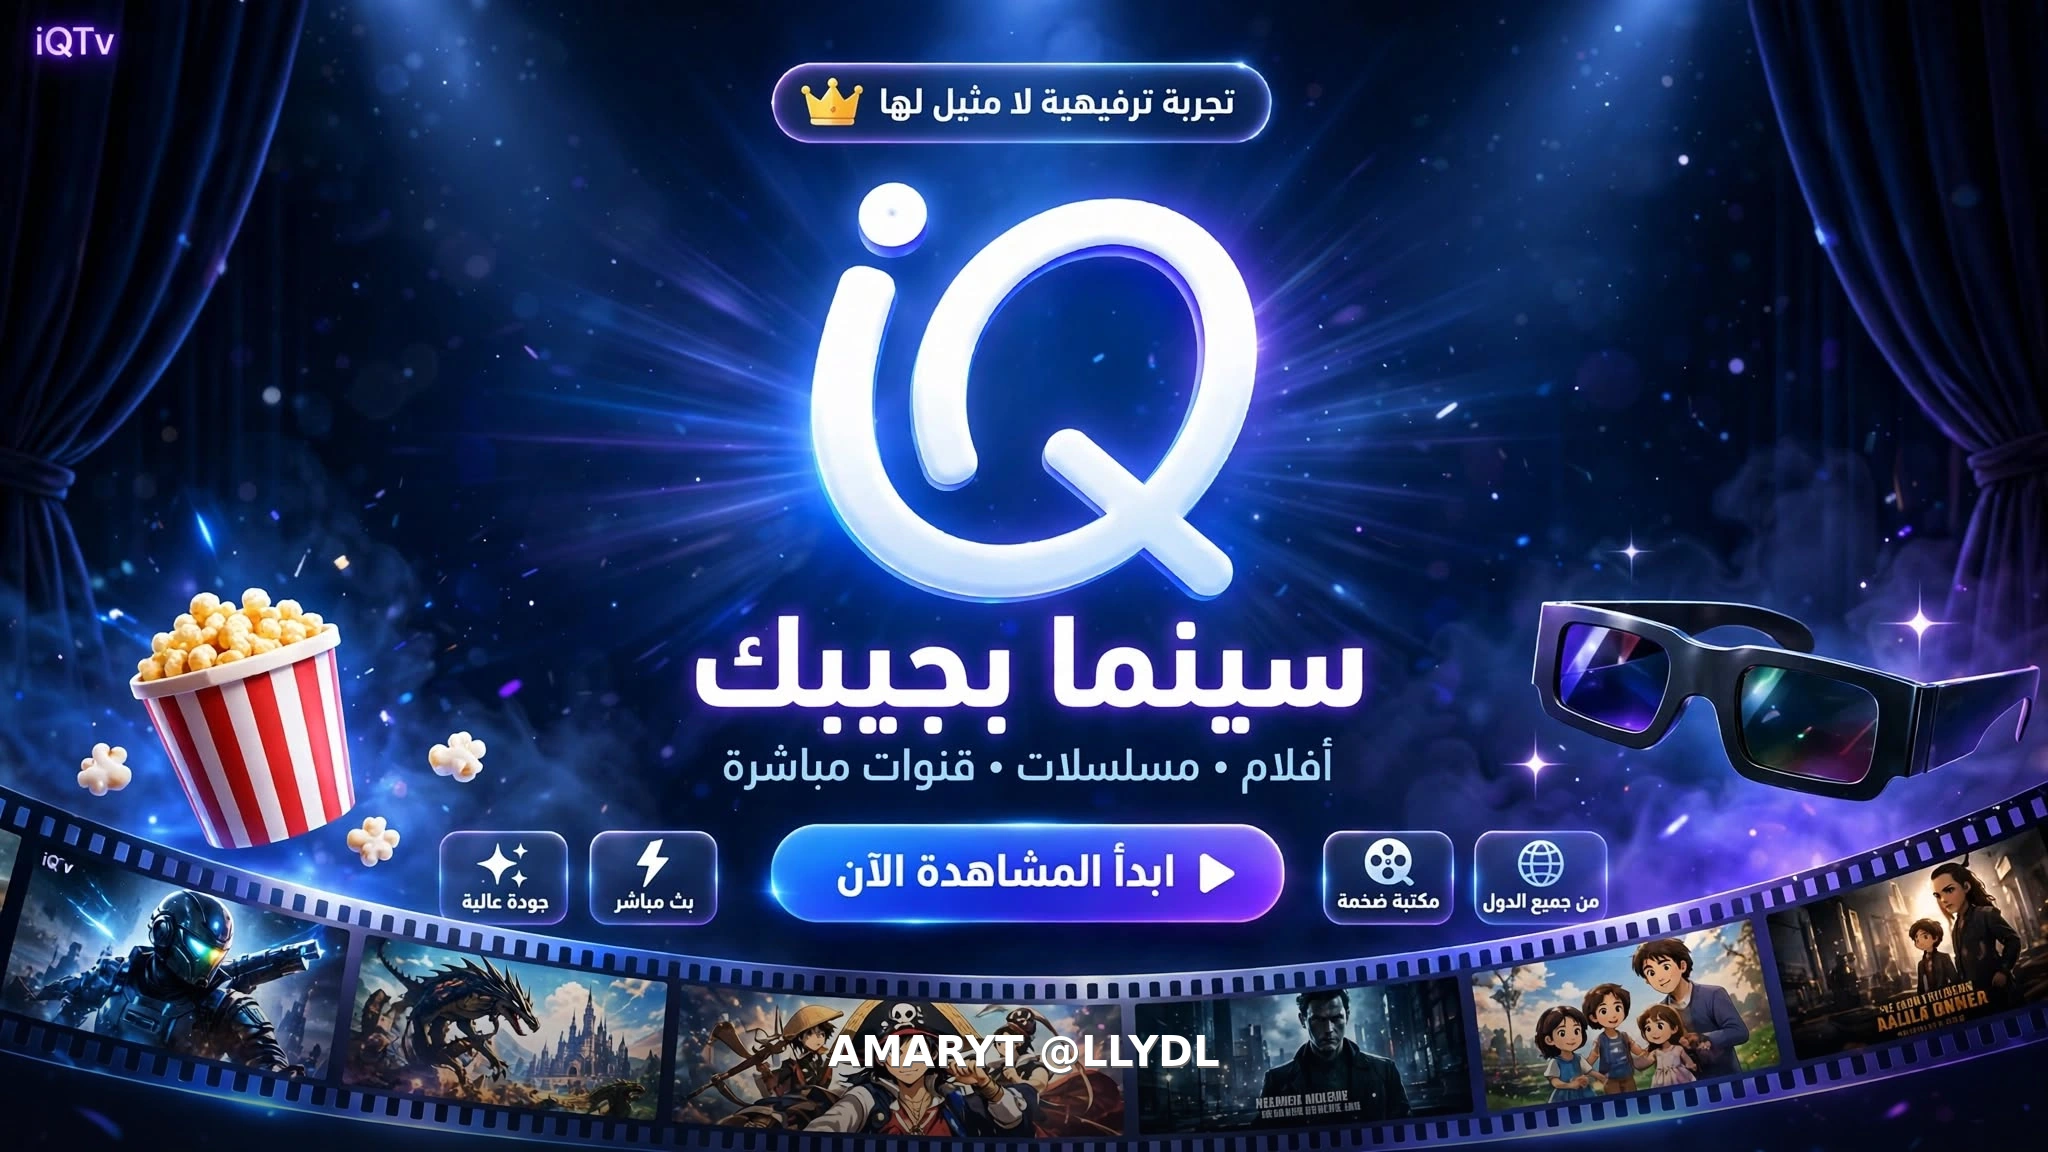 iQTv
تجربة ترفيهية لا مثيل لها
iQ
سينما بجيبك
أفلام • مسلسلات • قنوات مباشرة
من جميع الدول
مكتبة ضخمة
ابدأ المشاهدة الآن
بث مباشر
جودة عالية
AMARYT @LLYDL